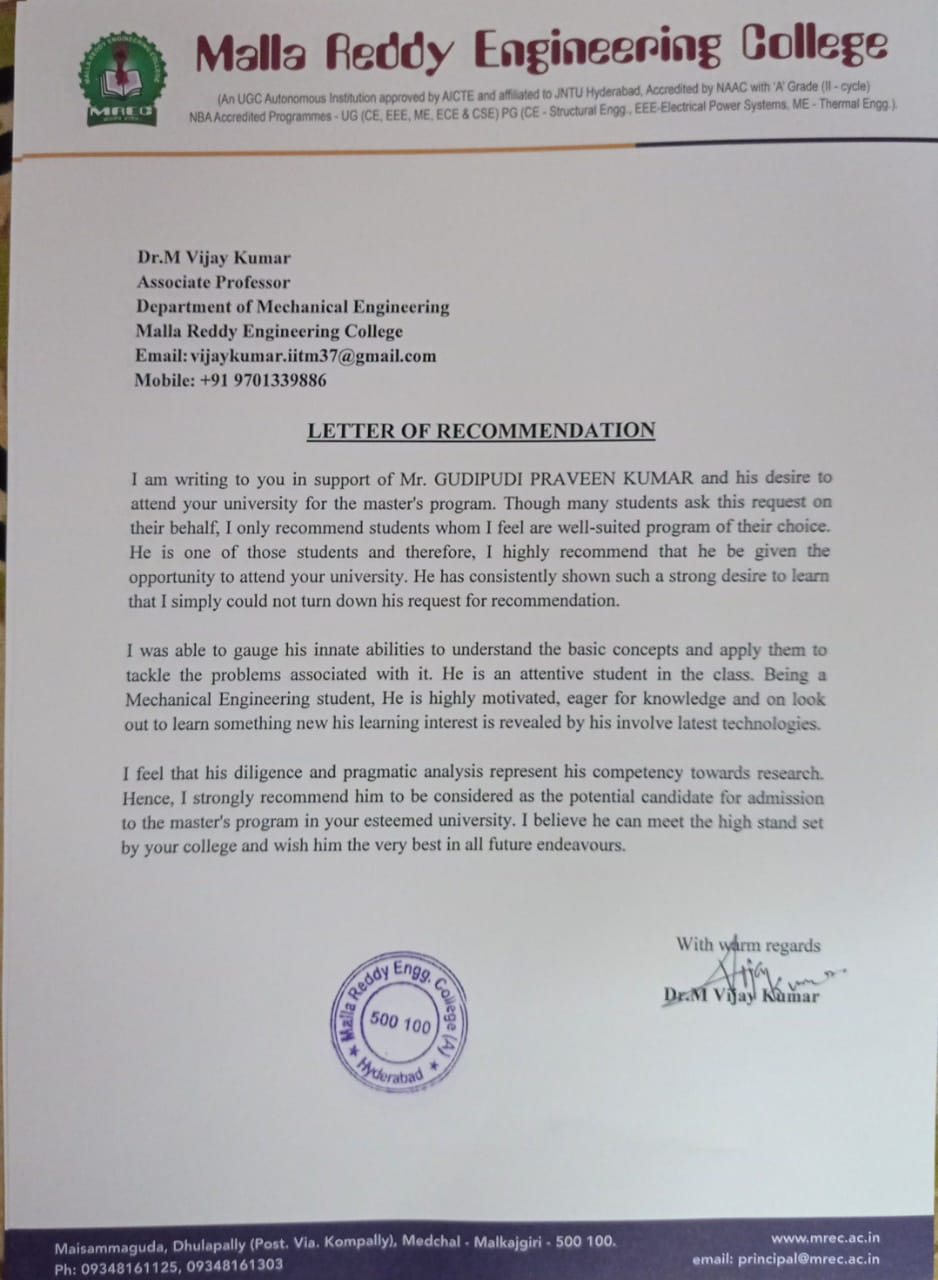 MALLA REDDY ENGINEERING COLLEGE
MREC
Malla Reddy Engineering College
(An UGC Autonomous Institution approved by AICTE and affiliated to JNTU Hyderabad, Accredited by NAAC with 'A' Grade (II - cycle)
NBA Accredited Programmes - UG (CE, EEE, ME, ECE & CSE) PG (CE - Structural Engg., EEE-Electrical Power Systems, ME - Thermal Engg.).
Dr.M Vijay Kumar
Associate Professor
Department of Mechanical Engineering
Malla Reddy Engineering College
Email: vijaykumar.iitm37@gmail.com
Mobile: +91 9701339886
LETTER OF RECOMMENDATION
I am writing to you in support of Mr. GUDIPUDI PRAVEEN KUMAR and his desire to
attend your university for the master's program. Though many students ask this request on
their behalf, I only recommend students whom I feel are well-suited program of their choice.
He is one of those students and therefore, I highly recommend that he be given the
opportunity to attend your university. He has consistently shown such a strong desire to learn
that I simply could not turn down his request for recommendation.
I was able to gauge his innate abilities to understand the basic concepts and apply them to
tackle the problems associated with it. He is an attentive student in the class. Being a
Mechanical Engineering student, He is highly motivated, eager for knowledge and on look
out to learn something new his learning interest is revealed by his involve latest technologies.
I feel that his diligence and pragmatic analysis represent his competency towards research.
Hence, I strongly recommend him to be considered as the potential candidate for admission
to the master's program in your esteemed university. I believe he can meet the high stand set
by your college and wish him the very best in all future endeavours.
With warm regards
Vijay Kumar
Dr.M Vijay Kumar
Malla Reddy Engg. College (A)
500 100
Hyderabad
Maisammaguda, Dhulapally (Post. Via. Kompally), Medchal - Malkajgiri - 500 100.
Ph: 09348161125, 09348161303
www.mrec.ac.in
email: principal@mrec.ac.in